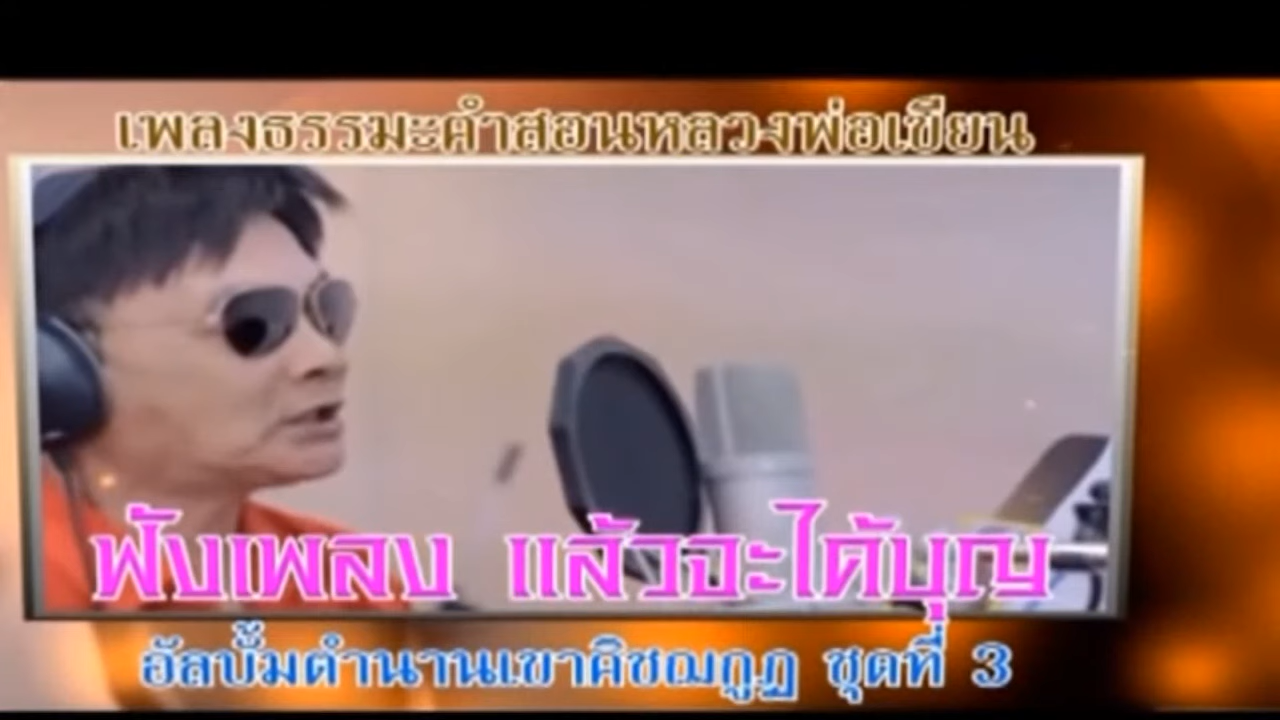 เพลงธรรมะคำสอนหลวงพ่อเขียน
ฟังเพลง แล้วจะได้บุญ
อัลบั้มตำนานเขาคิชฌกูฏ ชุดที่ 3